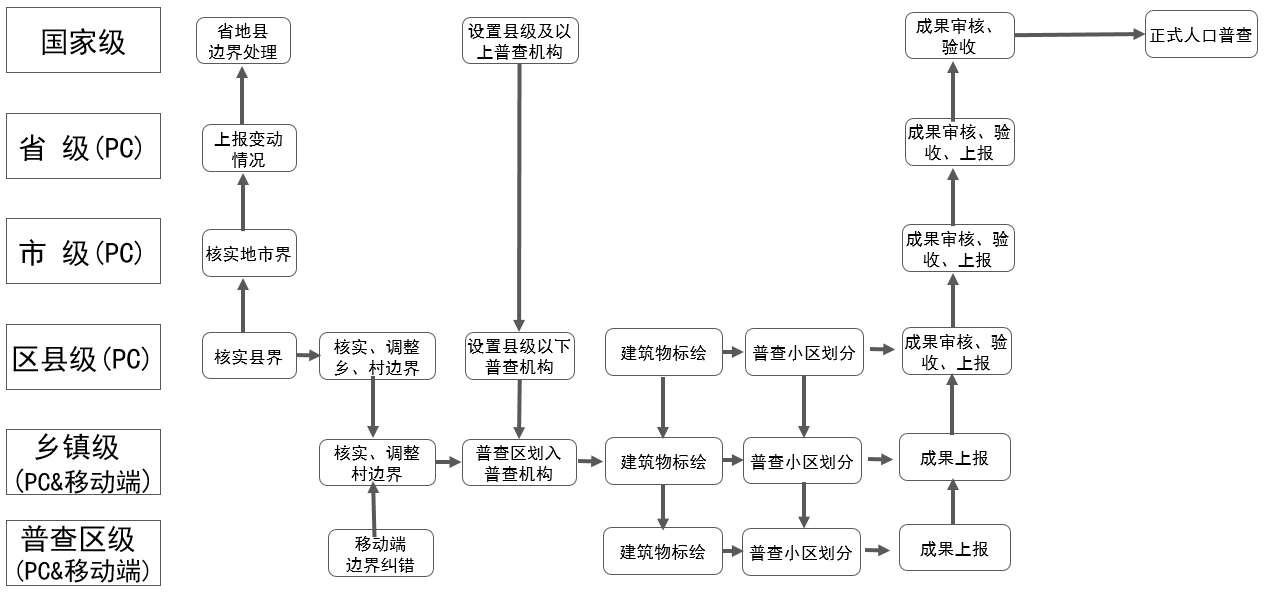 国家级
省地县
边界处理
设置县级及以
上普查机构
成果审核、
验收
正式人口普查
省 级(PC)
上报变动
情况
成果审核、验
收、上报
市 级(PC)
核实地市界
成果审核、验
收、上报
区县级(PC)
核实县界
核实、调整
乡、村边界
设置县级以下
普查机构
建筑物标绘
普查小区划分
成果审核、验
收、上报
乡镇级
(PC&移动端)
核实、调整
村边界
普查区划入
普查机构
建筑物标绘
普查小区划分
成果上报
普查区级
(PC&移动端)
移动端
边界纠错
建筑物标绘
普查小区划分
成果上报